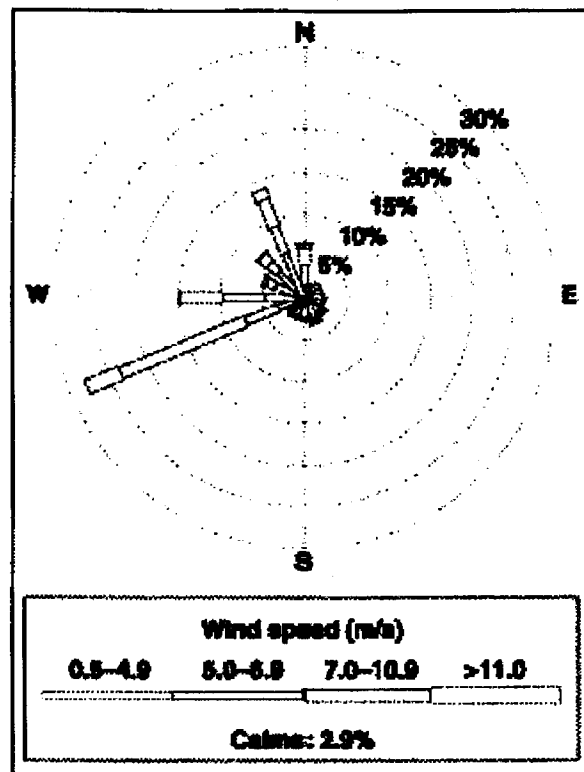 N
30%
25%
20%
15%
10%
5%
W
E
S
Wind speed (m/s)
0.5–4.9 5.0–6.9 7.0–10.9 >11.0
Calms: 2.9%